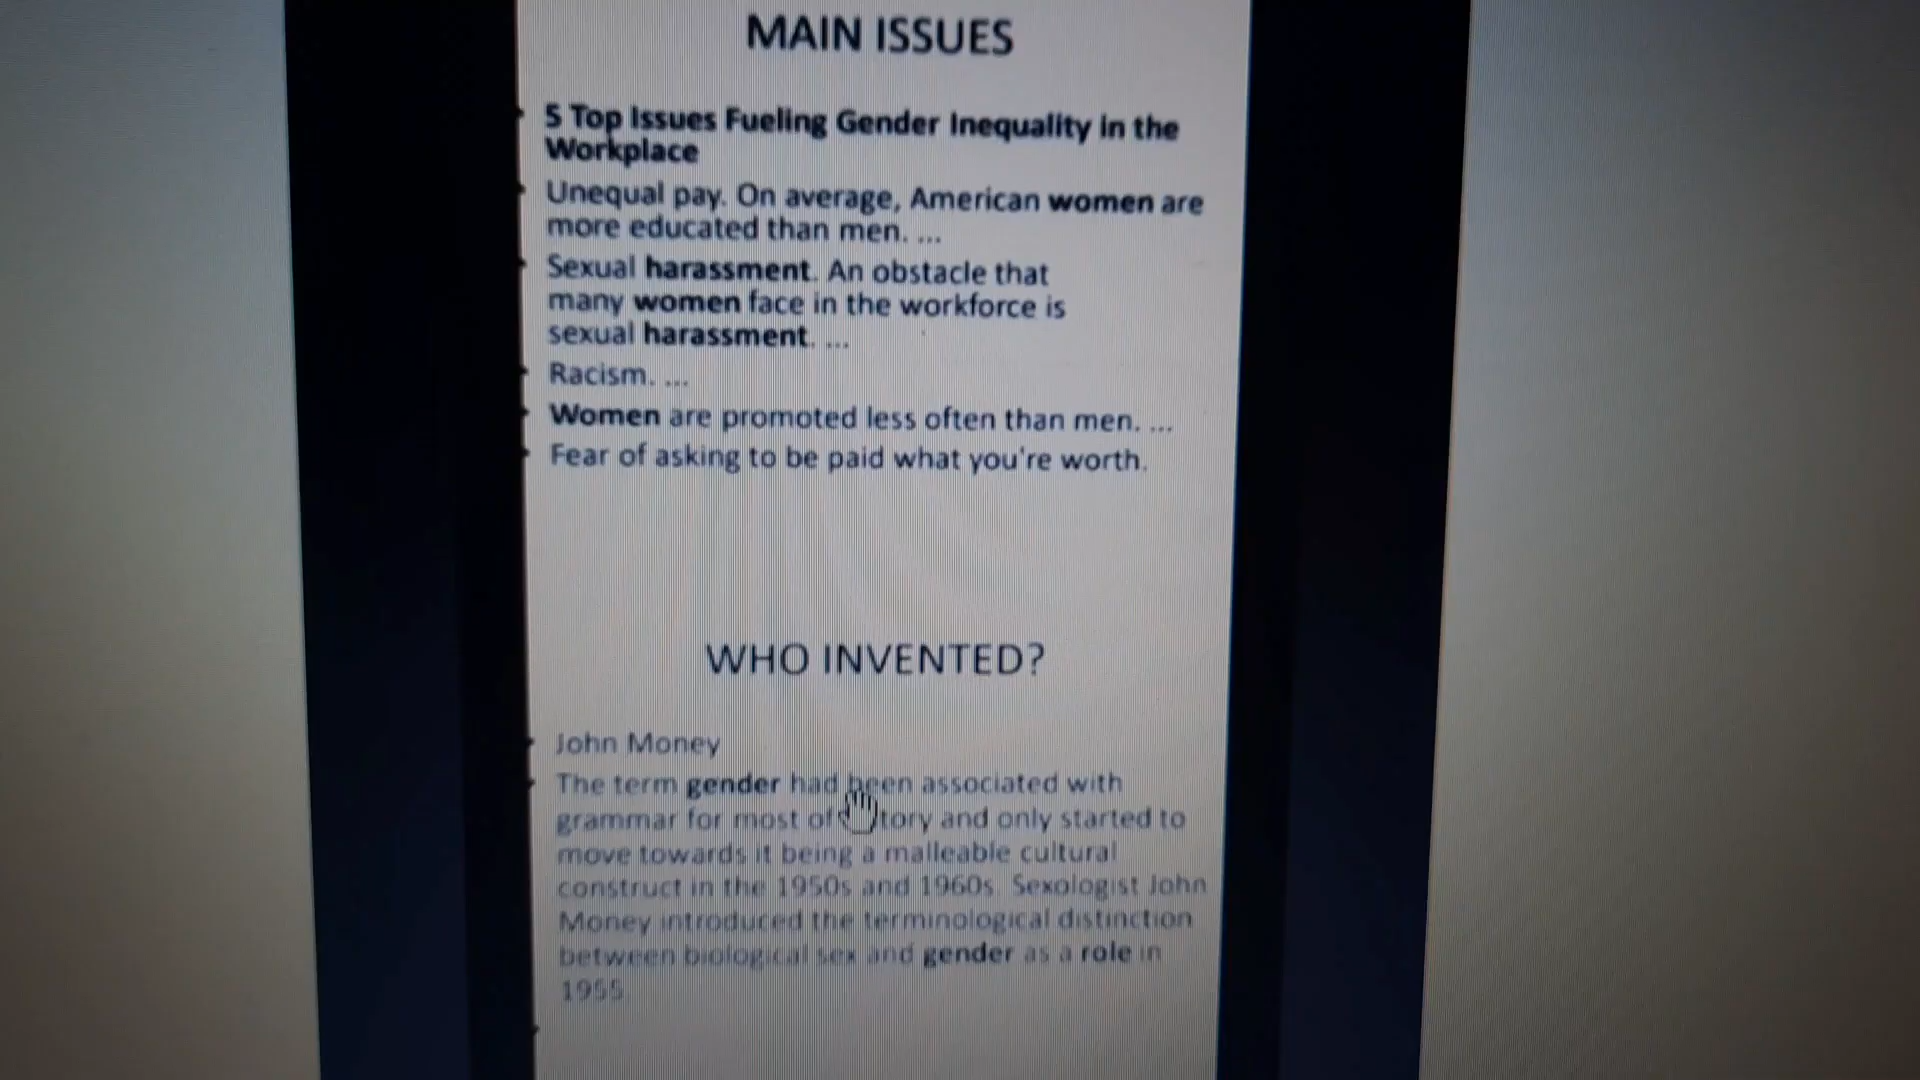 MAIN ISSUES
5 Top Issues Fueling Gender Inequality in the
Workplace
Unequal pay. On average, American women are
more educated than men. ...
Sexual harassment. An obstacle that
many women face in the workforce is
sexual harassment. ...
Racism. ...
Women are promoted less often than men. ...
Fear of asking to be paid what you're worth.
WHO INVENTED?
John Money
The term gender had been associated with
grammar for most of tory and only started to
move towards it being a malleable cultural
construct in the 1950s and 1960s. Sexologist John
Money introduced the terminological distinction
between biological sex and gender as a role in
1955